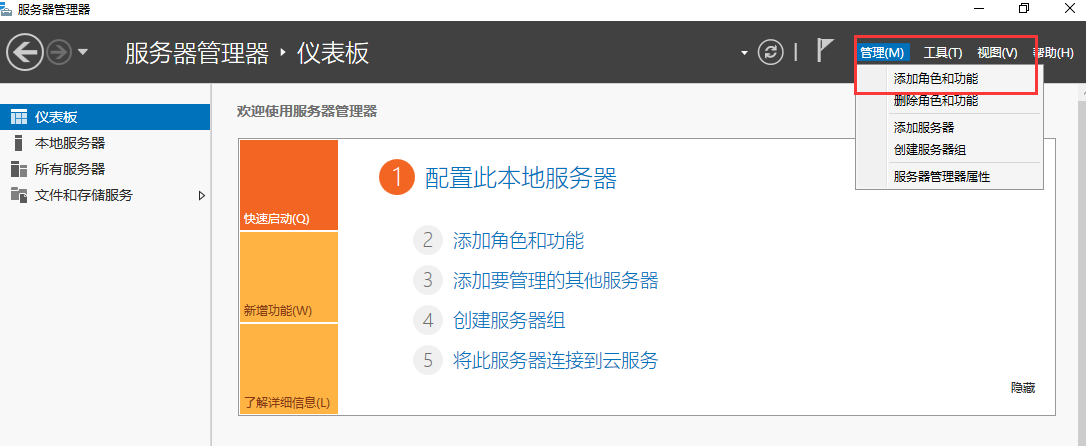 服务器管理器
服务器管理器 · 仪表板
管理(M) 工具(T) 视图(V) 帮助(H)
添加角色和功能
删除角色和功能
添加服务器
创建服务器组
服务器管理器属性
仪表板
本地服务器
所有服务器
文件和存储服务
欢迎使用服务器管理器
快速启动(Q)
新增功能(W)
了解详细信息(L)
1 配置此本地服务器
2 添加角色和功能
3 添加要管理的其他服务器
4 创建服务器组
5 将此服务器连接到云服务
隐藏